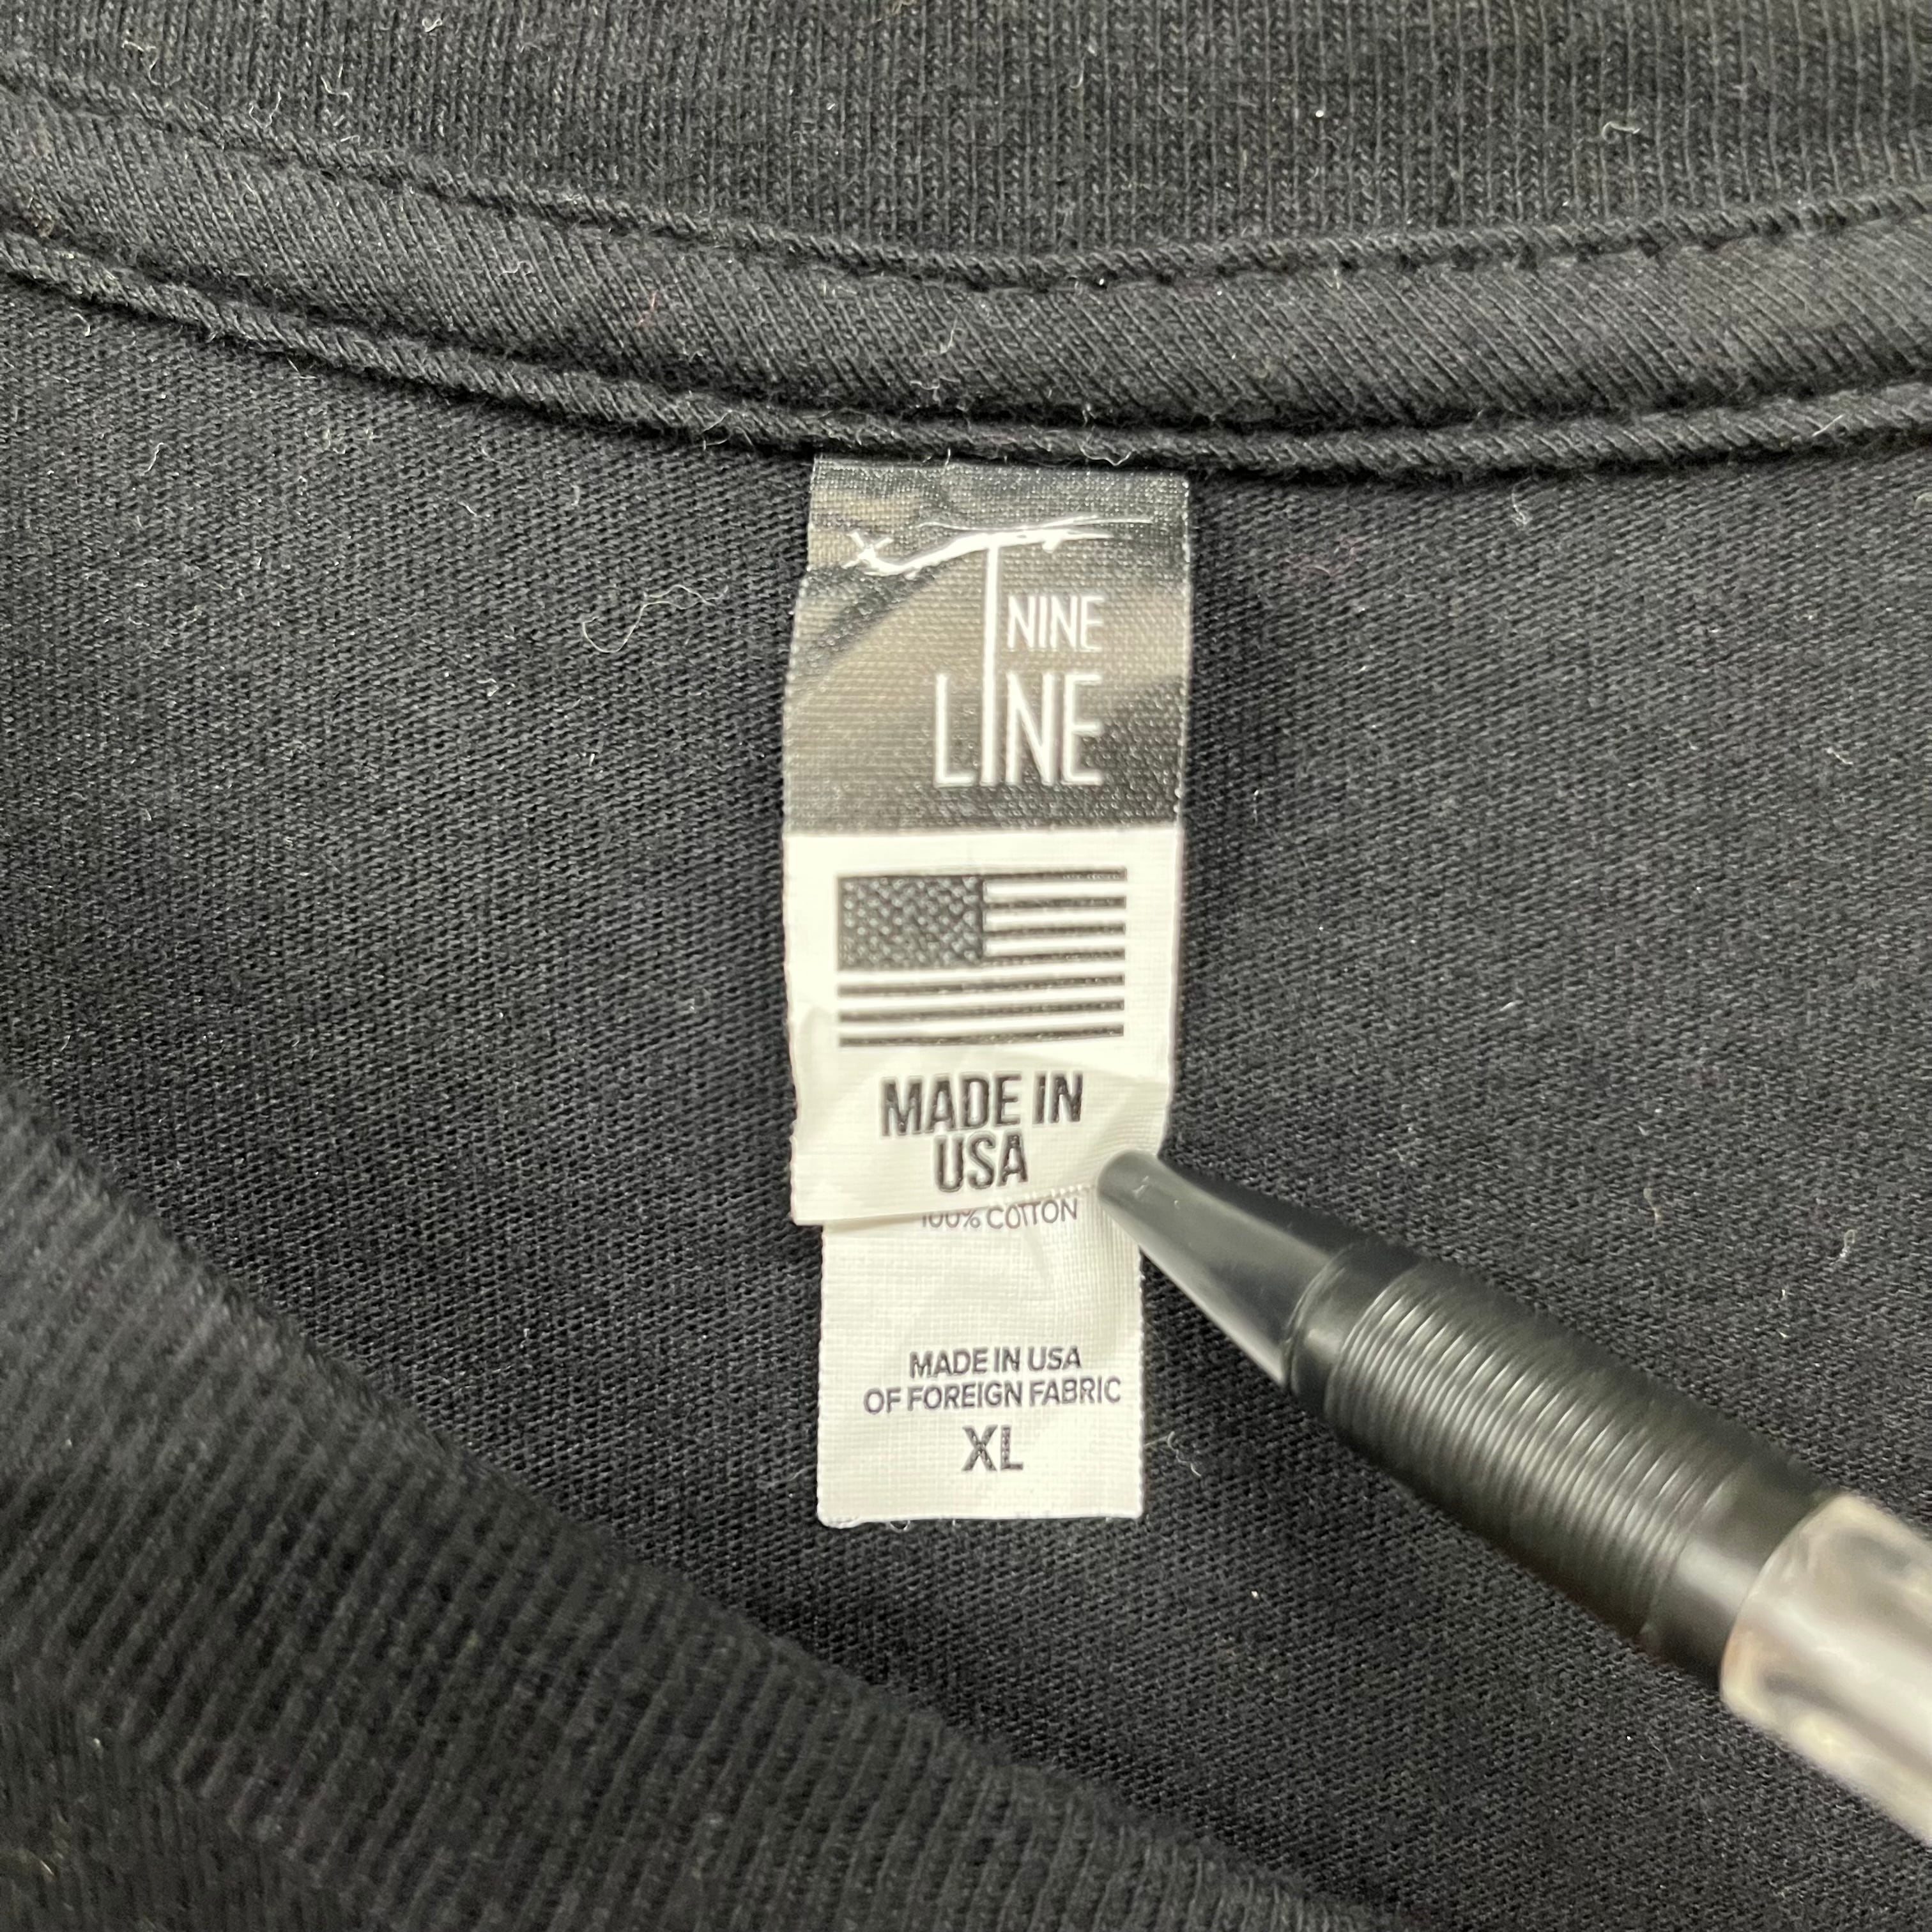 NINE
LINE
MADE IN
USA
100% COTTON
MADE IN USA
OF FOREIGN FABRIC
XL